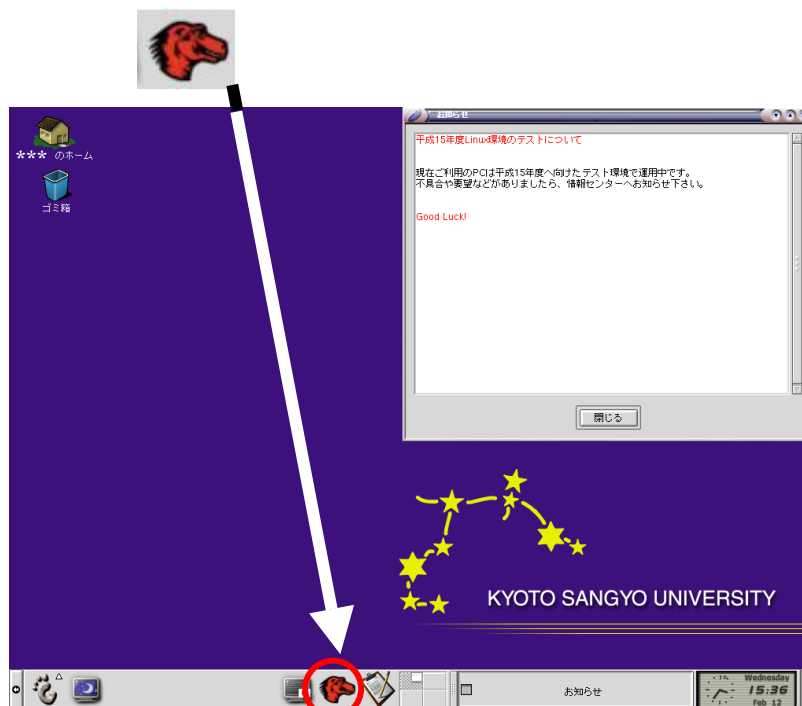 お知らせ
平成15年度Linux環境のテストについて
現在ご利用のPCは平成15年度へ向けたテスト環境で運用中です。
不具合や要望などがありましたら、情報センターへお知らせ下さい。
Good Luck!
閉じる
*** のホーム
ゴミ箱
KYOTO SANGYO UNIVERSITY
お知らせ
Wednesday
15:36
Feb 12